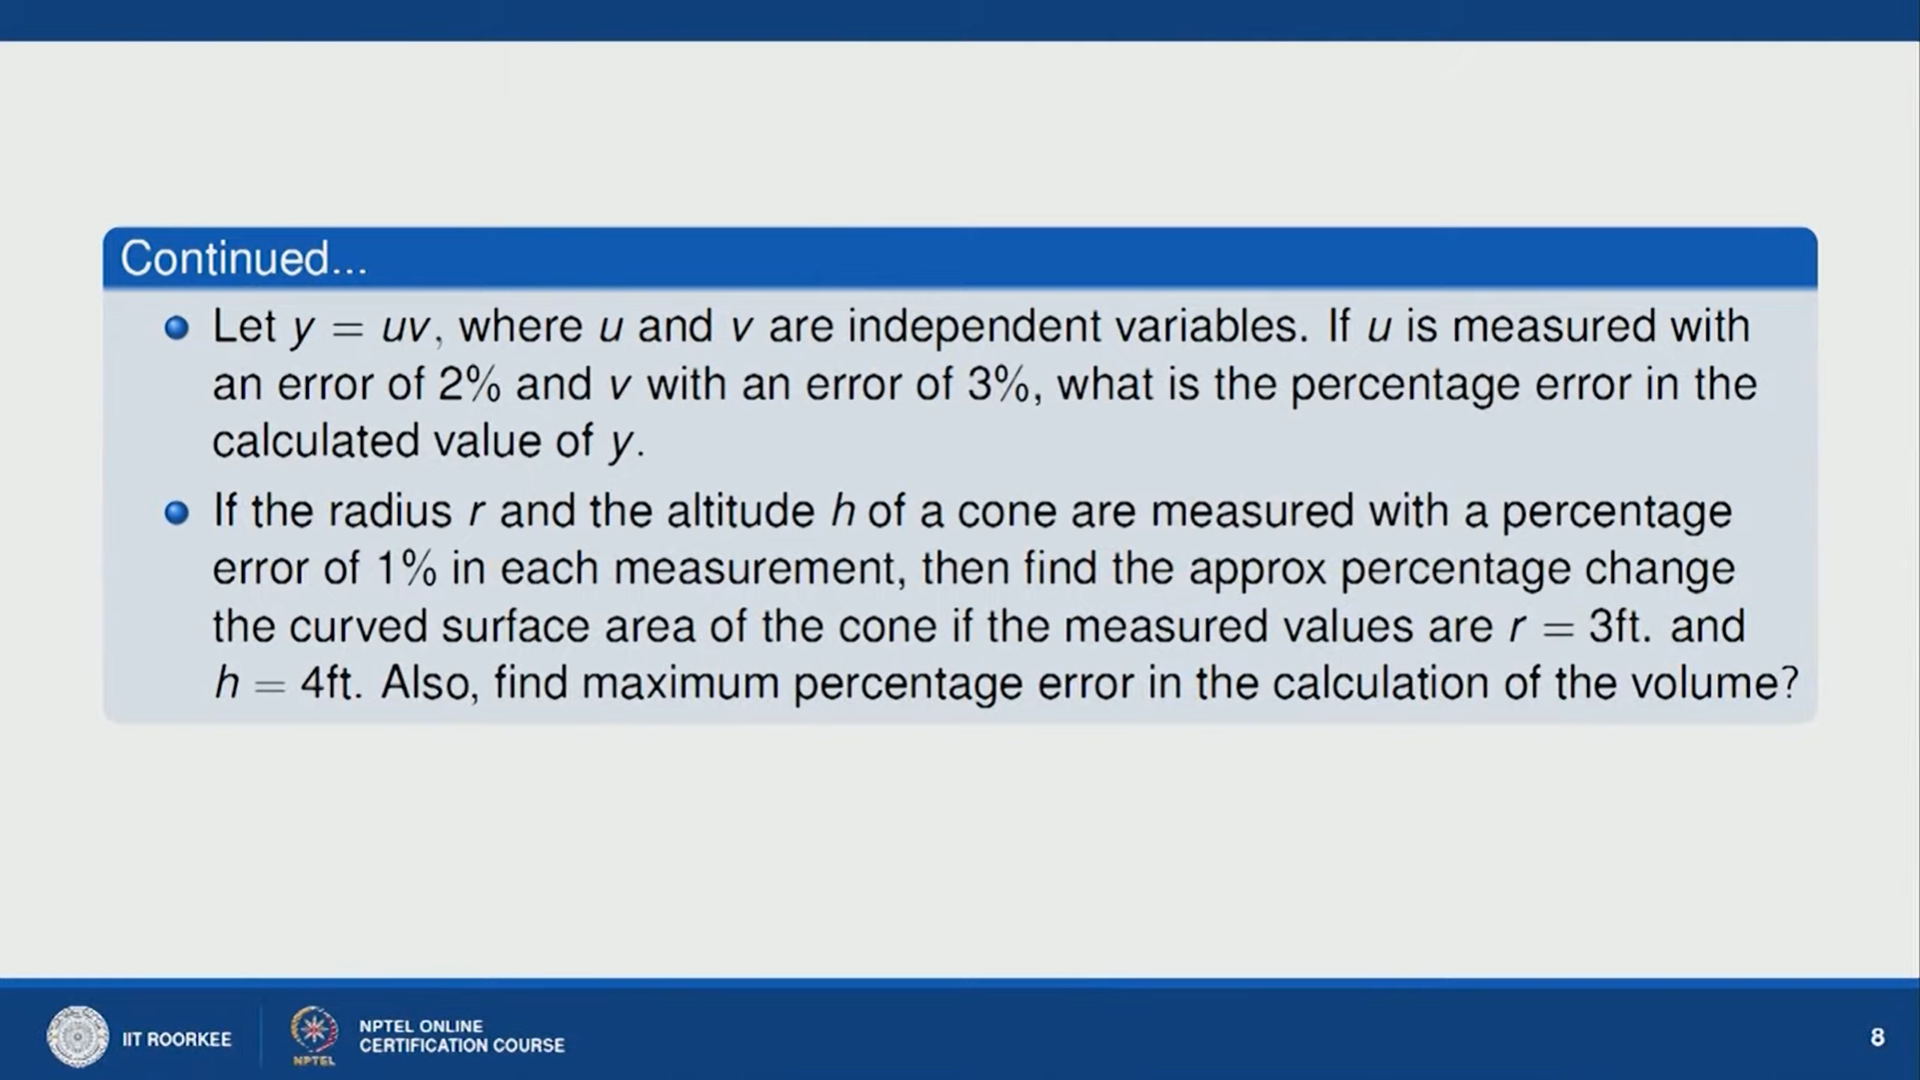 Continued...
Let y = uv, where u and v are independent variables. If u is measured with
an error of 2% and v with an error of 3%, what is the percentage error in the
calculated value of y.
If the radius r and the altitude h of a cone are measured with a percentage
error of 1% in each measurement, then find the approx percentage change
the curved surface area of the cone if the measured values are r = 3ft. and
h = 4ft. Also, find maximum percentage error in the calculation of the volume?
IIT ROORKEE
NPTEL
NPTEL ONLINE
CERTIFICATION COURSE
8